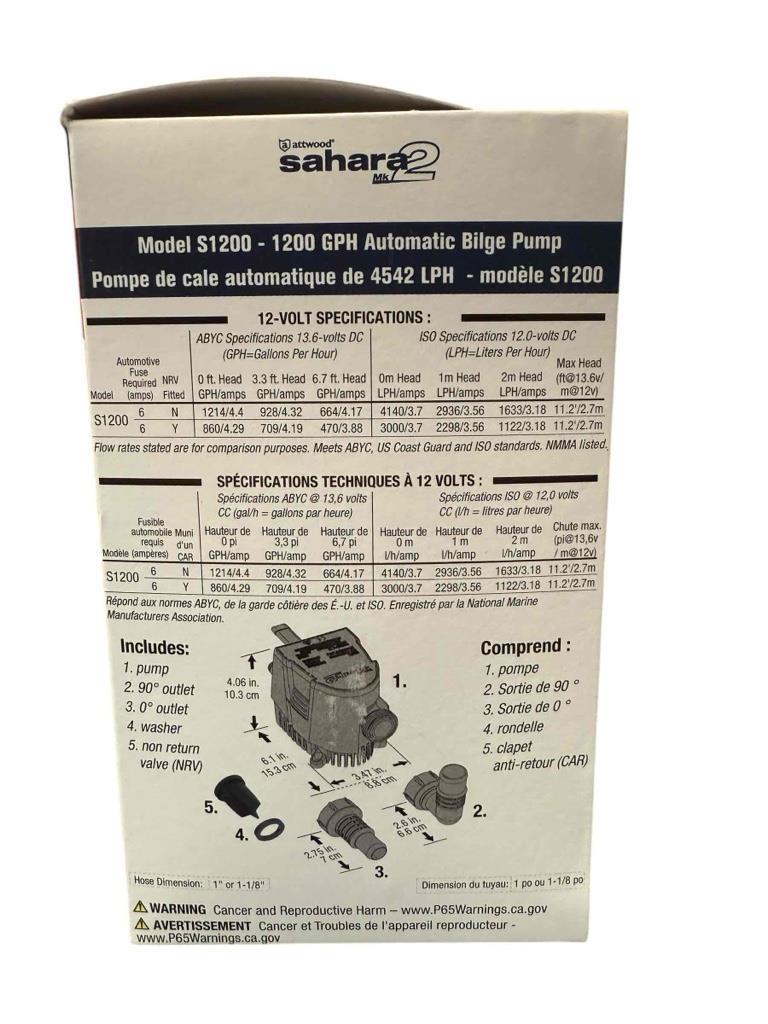 attwood®
sahara Mk 2
Model S1200 - 1200 GPH Automatic Bilge Pump
Pompe de cale automatique de 4542 LPH - modèle S1200
12-VOLT SPECIFICATIONS :
ABYC Specifications 13.6-volts DC ISO Specifications 12.0-volts DC
(GPH=Gallons Per Hour) (LPH=Liters Per Hour)
Automotive
Fuse Max Head
Required NRV 0 ft. Head 3.3 ft. Head 6.7 ft. Head 0m Head 1m Head 2m Head (ft@13.6v/
Model (amps) Fitted GPH/amps GPH/amps GPH/amps LPH/amps LPH/amps LPH/amps m@12v)
S1200 6 N 1214/4.4 928/4.32 664/4.17 4140/3.7 2936/3.56 1633/3.18 11.2'/2.7m
6 Y 860/4.29 709/4.19 470/3.88 3000/3.7 2298/3.56 1122/3.18 11.2'/2.7m
Flow rates stated are for comparison purposes. Meets ABYC, US Coast Guard and ISO standards. NMMA listed.
SPÉCIFICATIONS TECHNIQUES À 12 VOLTS :
Spécifications ABYC @ 13,6 volts Spécifications ISO @ 12,0 volts
CC (gal/h = gallons par heure) CC (l/h = litres par heure)
Fusible
automobile Muni Hauteur de Hauteur de Hauteur de Hauteur de Hauteur de Hauteur de Chute max.
requis d'un 0 pi 3,3 pi 6,7 pi 0 m 1 m 2 m (pi@13,6v
Modèle (ampères) CAR GPH/amp GPH/amp GPH/amp l/h/amp l/h/amp l/h/amp / m@12v)
S1200 6 N 1214/4.4 928/4.32 664/4.17 4140/3.7 2936/3.56 1633/3.18 11.2'/2.7m
6 Y 860/4.29 709/4.19 470/3.88 3000/3.7 2298/3.56 1122/3.18 11.2'/2.7m
Répond aux normes ABYC, de la garde côtière des É.-U. et ISO. Enregistré par la National Marine
Manufacturers Association.
Includes:
1. pump
2. 90° outlet
3. 0° outlet
4. washer
5. non return
valve (NRV)
4.06 in.
10.3 cm
6.1 in.
15.3 cm
3.47 in.
8.8 cm
1.
Comprend :
1. pompe
2. Sortie de 90 °
3. Sortie de 0 °
4. rondelle
5. clapet
anti-retour (CAR)
5.
4.
2.75 in.
7 cm
3.
2.6 in.
6.6 cm
2.
Hose Dimension: 1" or 1-1/8"
Dimension du tuyau: 1 po ou 1-1/8 po
WARNING Cancer and Reproductive Harm – www.P65Warnings.ca.gov
AVERTISSEMENT Cancer et Troubles de l'appareil reproducteur -
www.P65Warnings.ca.gov